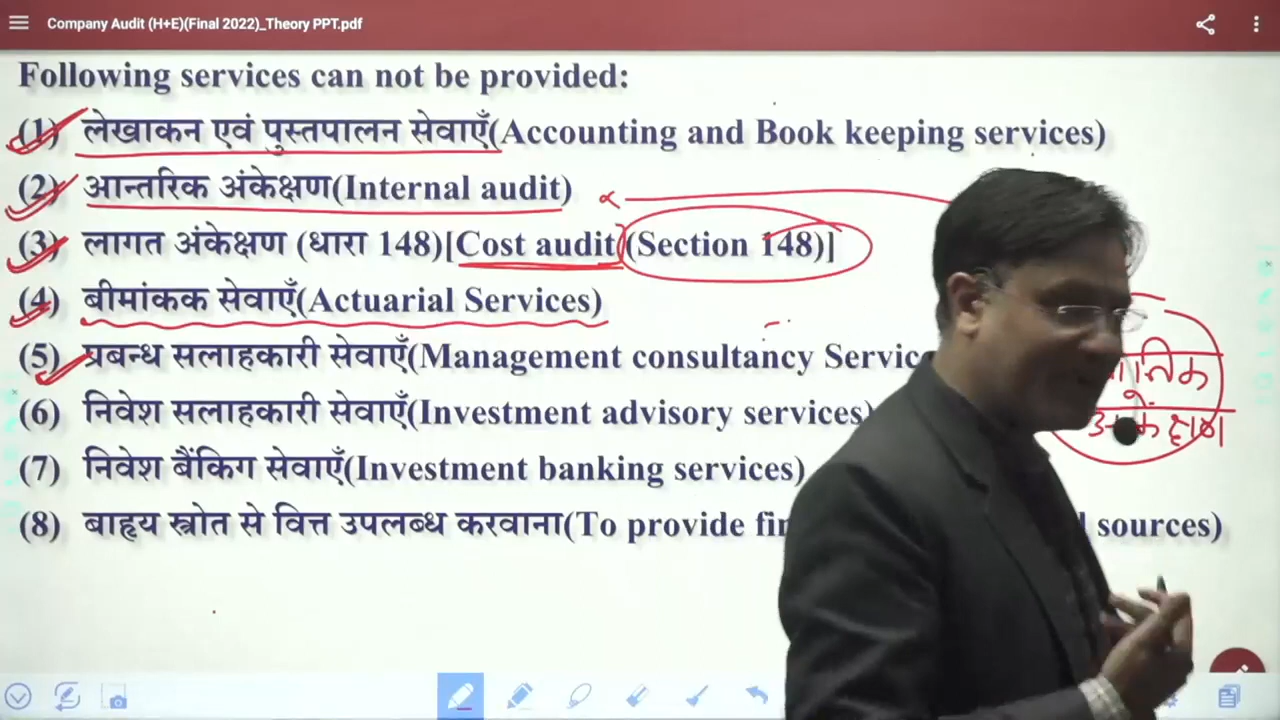 Company Audit (H+E)(Final 2022)_Theory PPT.pdf
Following services can not be provided:
(1) लेखाकन एवं पुस्तपालन सेवाएँ(Accounting and Book keeping services)
(2) आन्तरिक अंकेक्षण(Internal audit)
(3) लागत अंकेक्षण (धारा 148)[Cost audit (Section 148)]
(4) बीमांकक सेवाएँ(Actuarial Services)
(5) प्रबन्ध सलाहकारी सेवाएँ(Management consultancy
(6) निवेश सलाहकारी सेवाएँ(Investment advisory services)
(7) निवेश बैंकिग सेवाएँ(Investment banking services)
(8) बाहृय स्त्रोत से वित्त उपलब्ध करवाना(To provide sources)